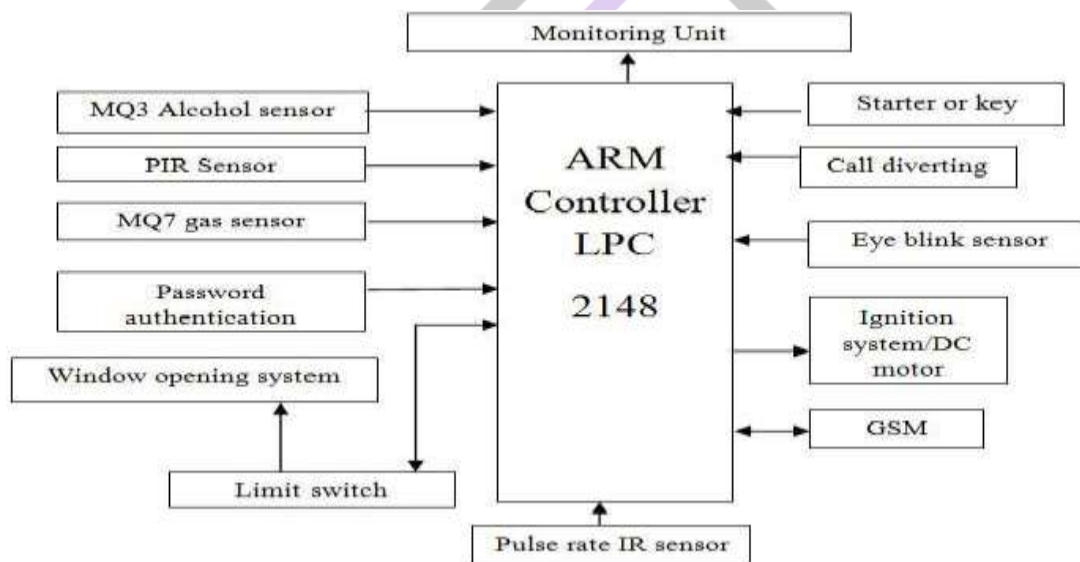 Monitoring Unit
MQ3 Alcohol sensor
PIR Sensor
MQ7 gas sensor
Password
authentication
Window opening system
Limit switch
ARM
Controller
LPC
2148
Starter or key
Call diverting
Eye blink sensor
Ignition
system/DC
motor
GSM
Pulse rate IR sensor